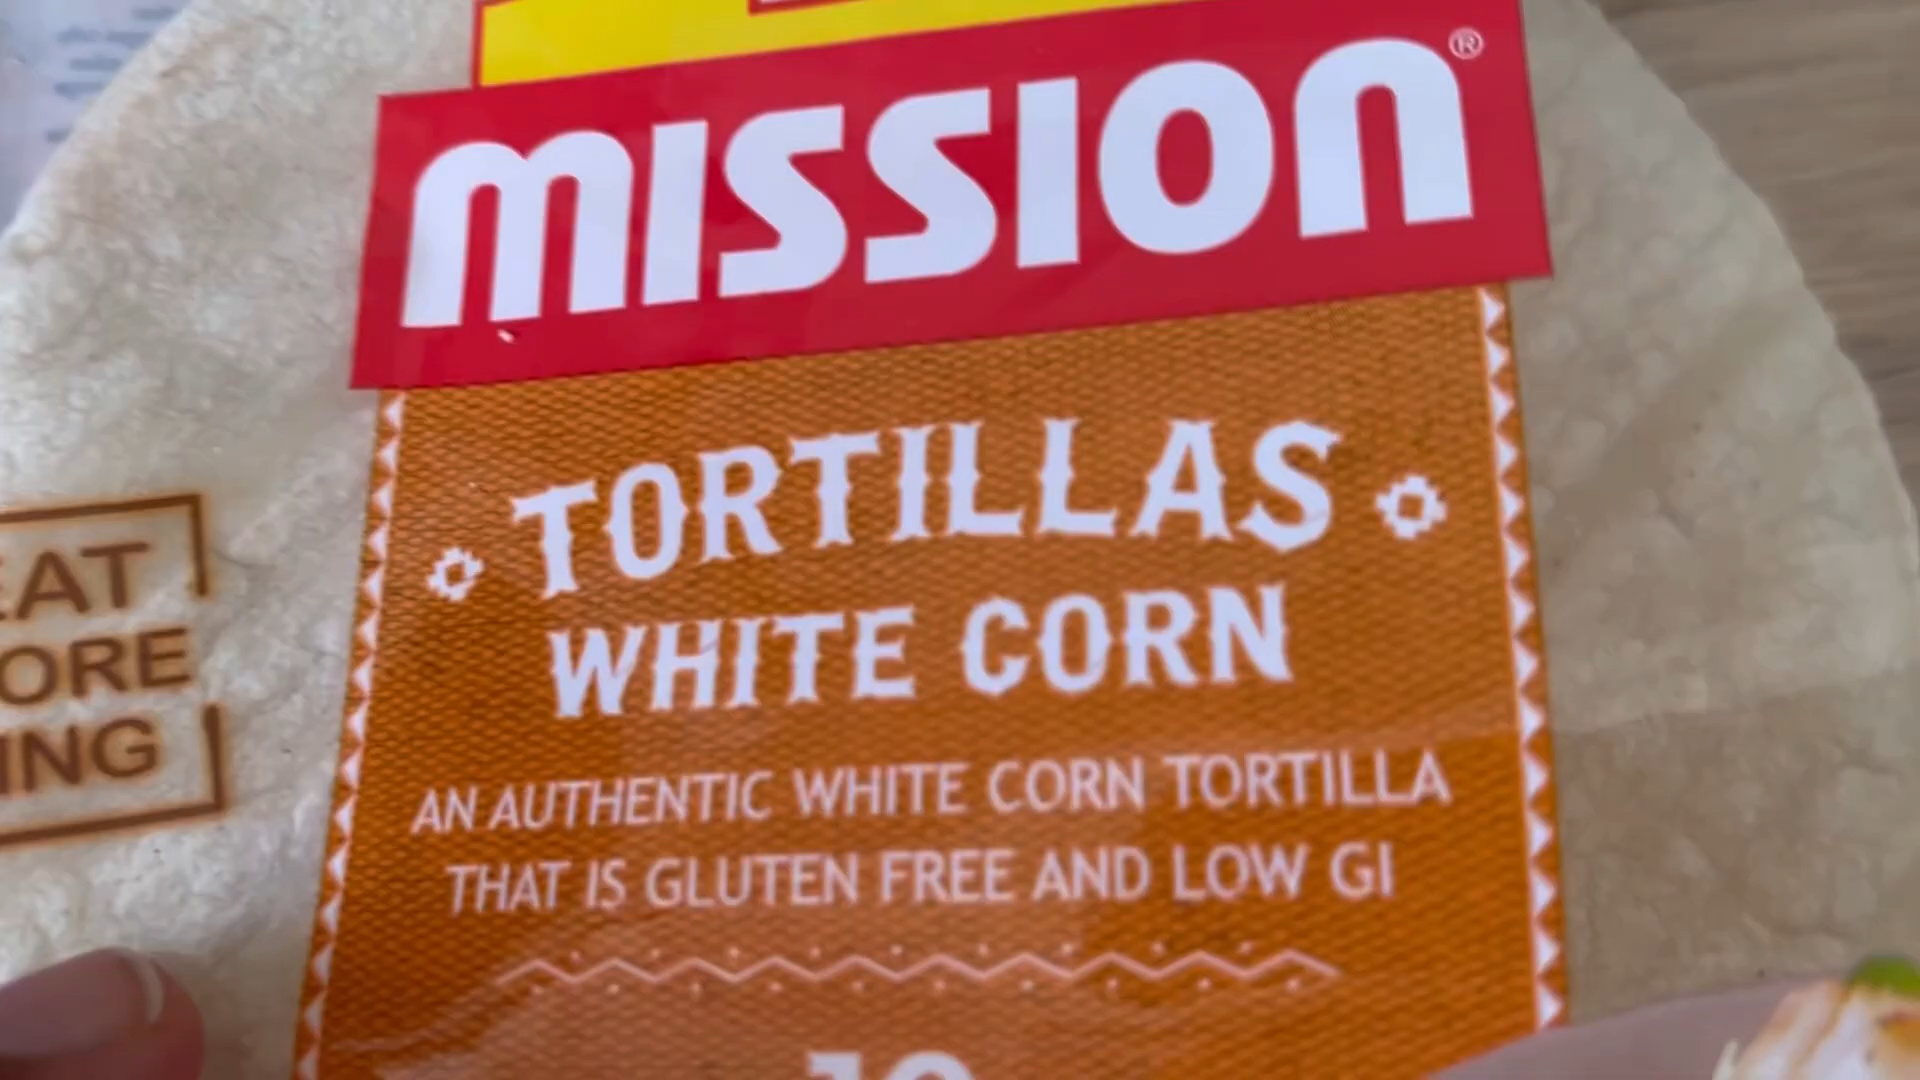 MISSION®
TORTILLAS
WHITE CORN
AN AUTHENTIC WHITE CORN TORTILLA
THAT IS GLUTEN FREE AND LOW GI